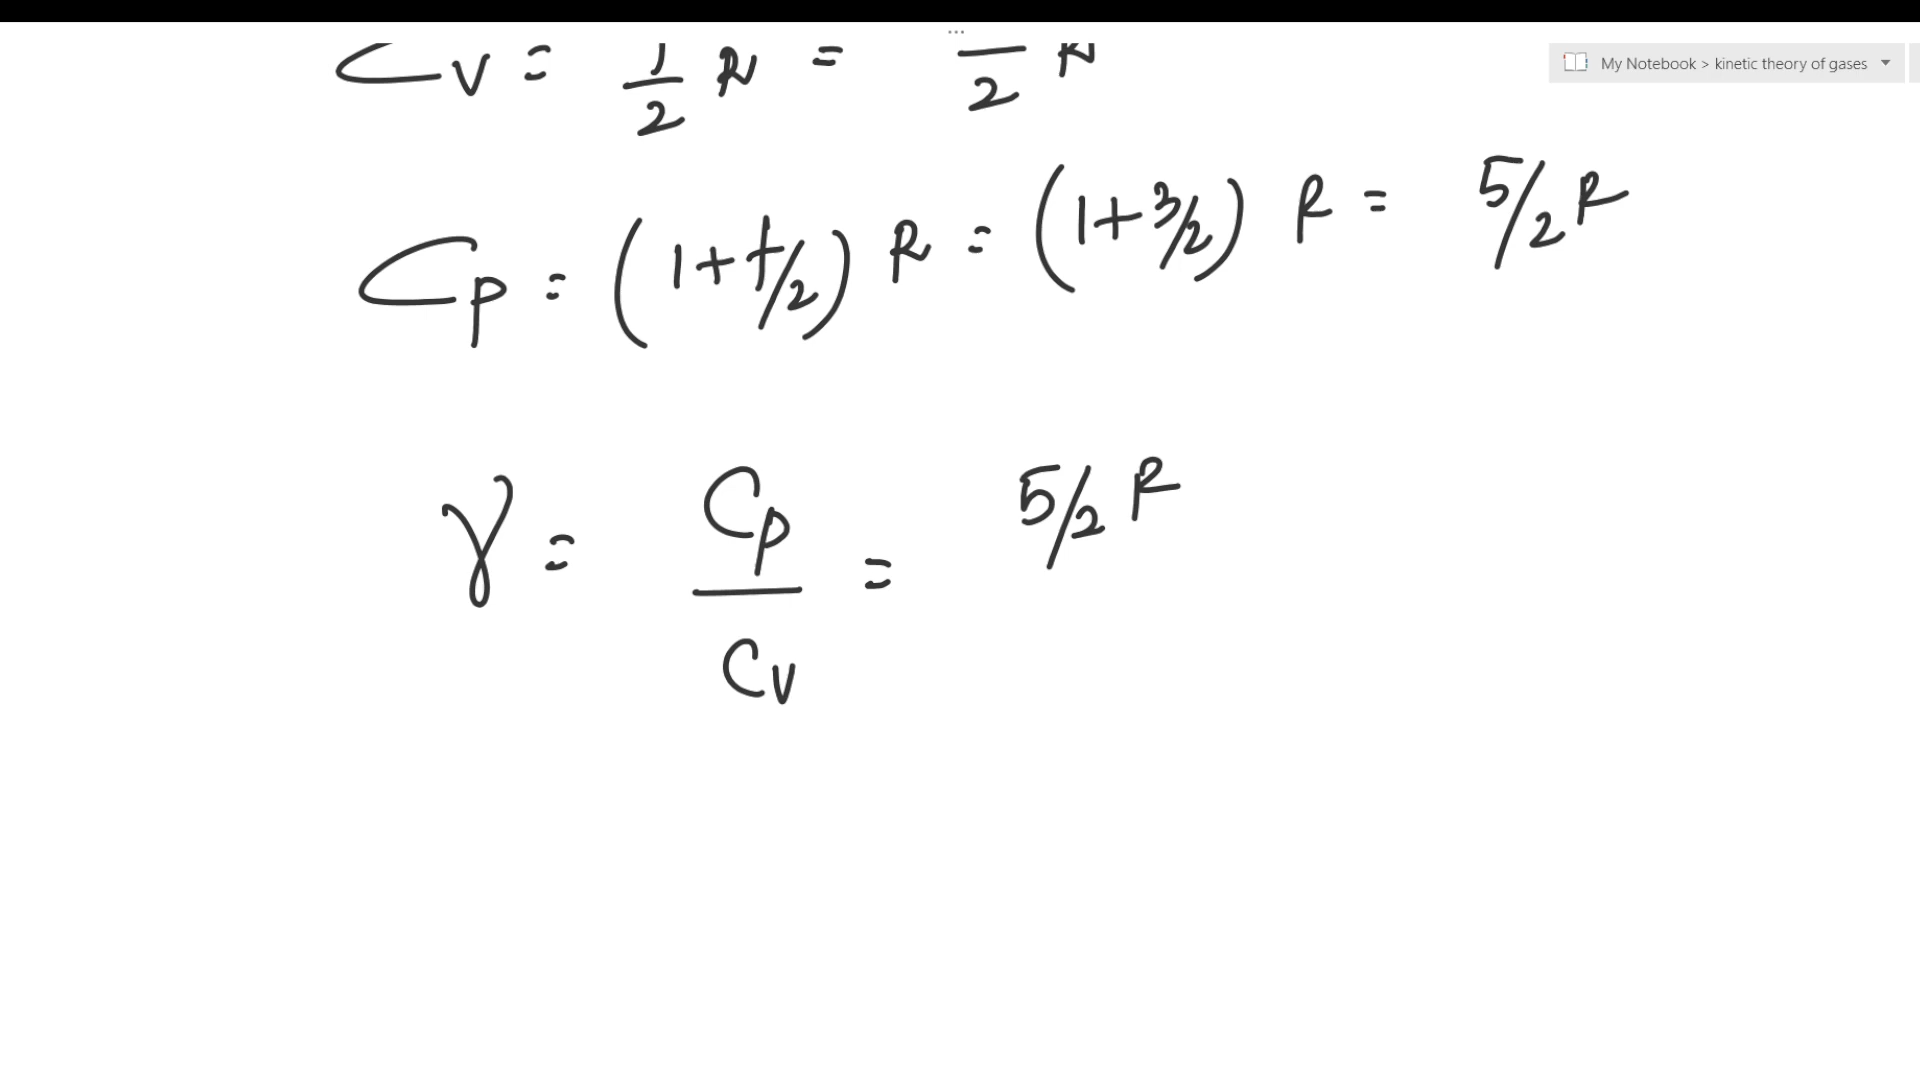 ...
My Notebook > kinetic theory of gases
Cv = /2 R = /2 R
Cp = (1+f/2) R = (1+3/2) R = 5/2 R
γ = Cp/Cv = 5/2 R